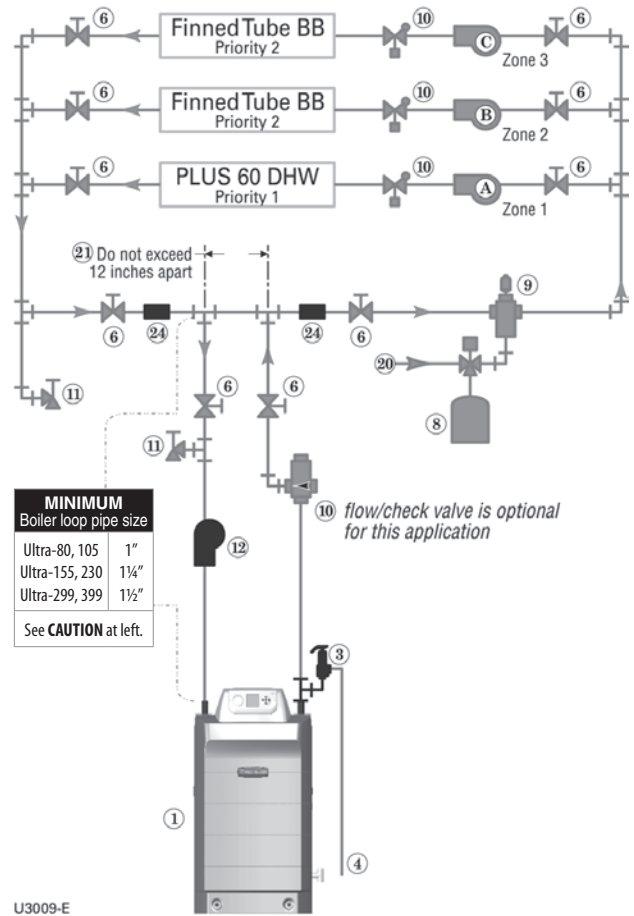 6
Finned Tube BB
Priority 2
10
C
6
Zone 3
6
Finned Tube BB
Priority 2
10
B
6
Zone 2
6
PLUS 60 DHW
Priority 1
10
A
6
Zone 1
21 Do not exceed
12 inches apart
9
6
24
24
6
20
11
6
6
8
11
10 flow/check valve is optional
for this application
MINIMUM
Boiler loop pipe size
Ultra-80, 105 1”
Ultra-155, 230 1¼”
Ultra-299, 399 1½”
See CAUTION at left.
12
3
1
4
U3009-E